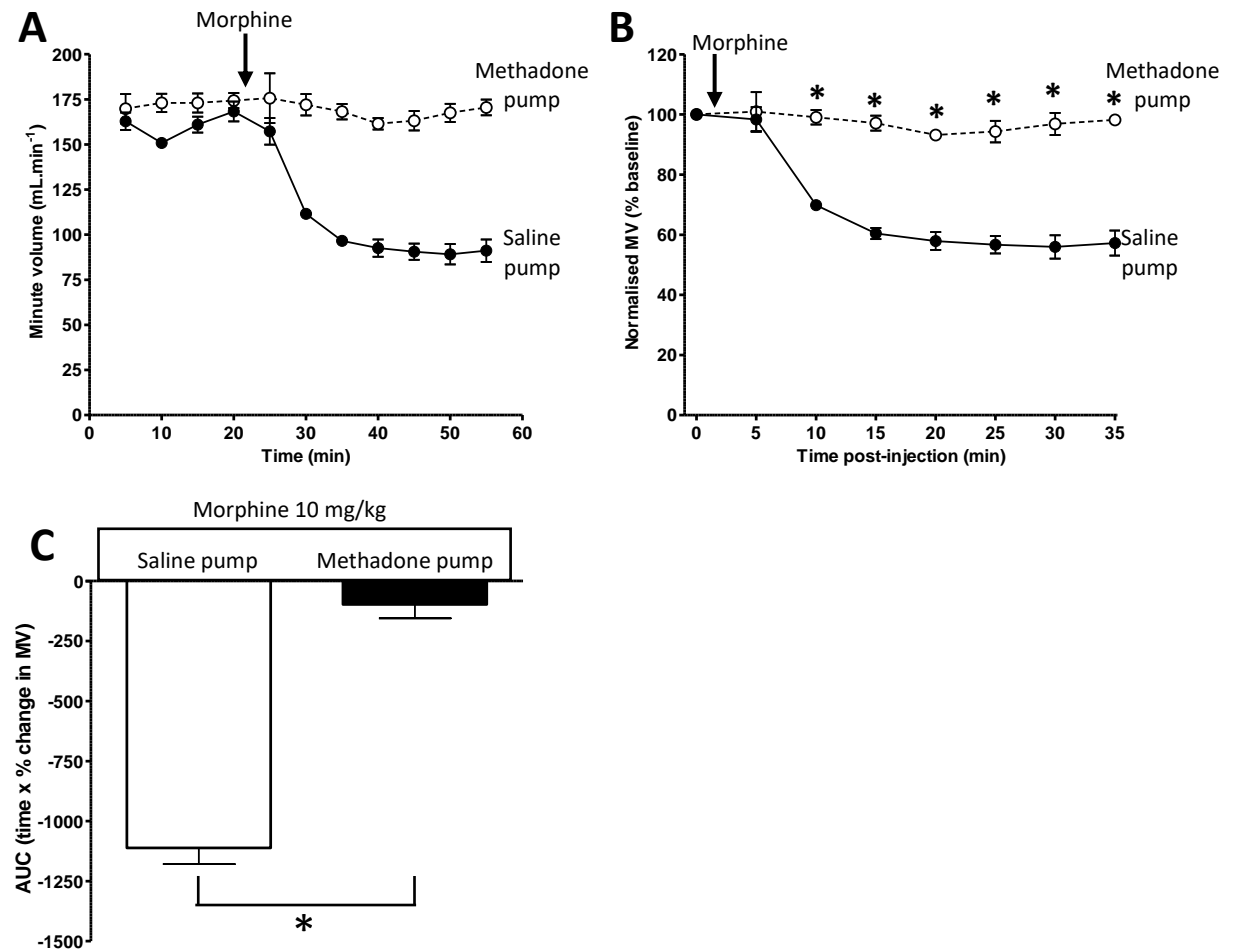 A
Morphine
200
175
150
125
100
75
50
25
0
Minute volume (mL.min-1)
0 10 20 30 40 50 60
Time (min)
Methadone
pump
Saline
pump
B
Morphine
120
100
80
60
40
20
0
Normalised MV (% baseline)
0 5 10 15 20 25 30 35
Time post-injection (min)
* * * * * *
Methadone
pump
Saline
pump
C
Morphine 10 mg/kg
Saline pump Methadone pump
0
-250
-500
-750
-1000
-1250
-1500
AUC (time x % change in MV)
*